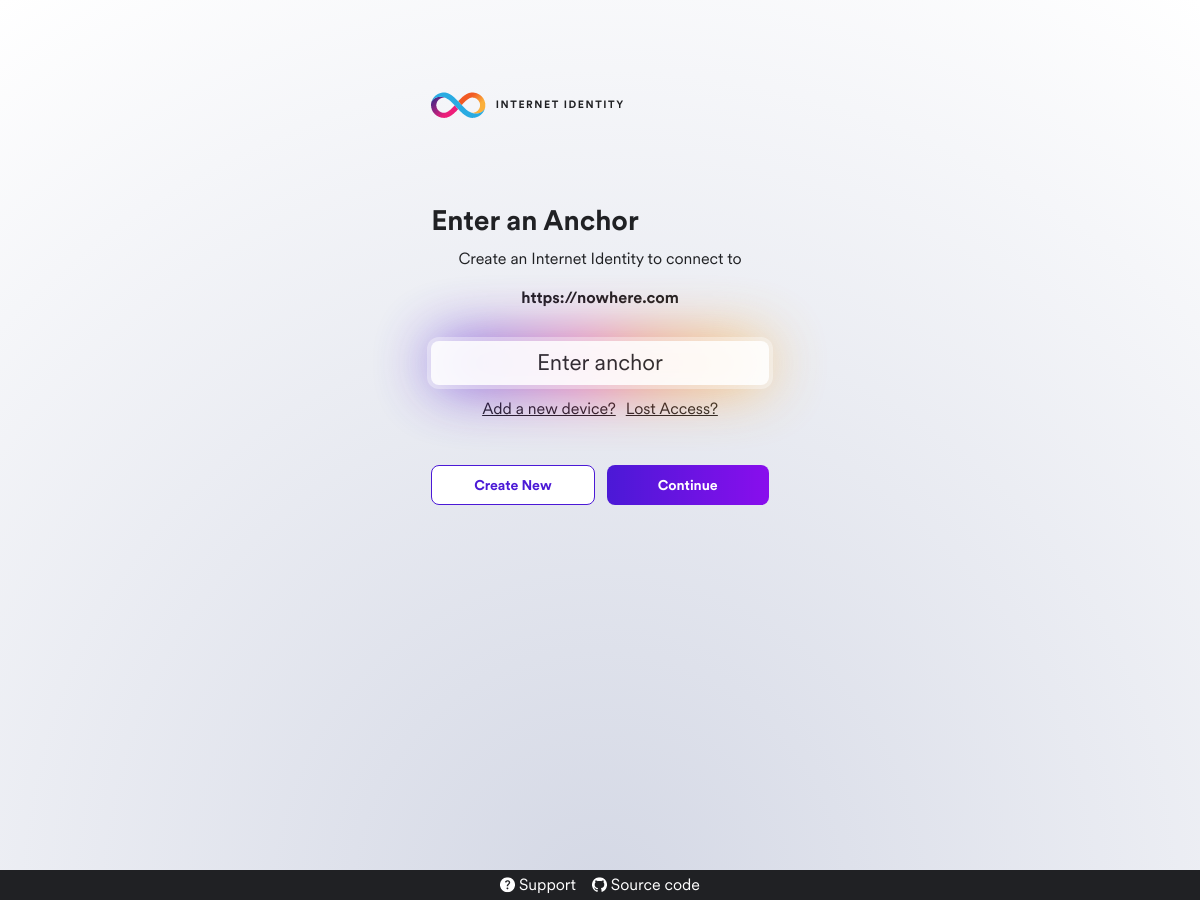 INTERNET IDENTITY
Enter an Anchor
Create an Internet Identity to connect to
https://nowhere.com
Enter anchor
Add a new device? Lost Access?
Create New Continue
Support Source code